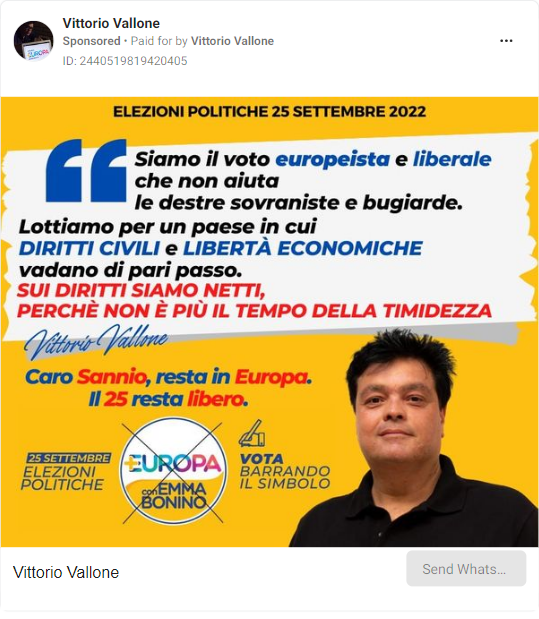 Vittorio Vallone
Sponsored • Paid for by Vittorio Vallone
ID: 2440519819420405
ELEZIONI POLITICHE 25 SETTEMBRE 2022
Siamo il voto europeista e liberale
che non aiuta
le destre sovraniste e bugiarde.
Lottiamo per un paese in cui
DIRITTI CIVILI e LIBERTÀ ECONOMICHE
vadano di pari passo.
SUI DIRITTI SIAMO NETTI,
PERCHÈ NON È PIÙ IL TEMPO DELLA TIMIDEZZA
Vittorio Vallone
Caro Sannio, resta in Europa.
Il 25 resta libero.
25 SETTEMBRE
ELEZIONI
POLITICHE
+EUROPA
con EMMA
BONINO
VOTA
BARRANDO
IL SIMBOLO
Vittorio Vallone
Send Whats...